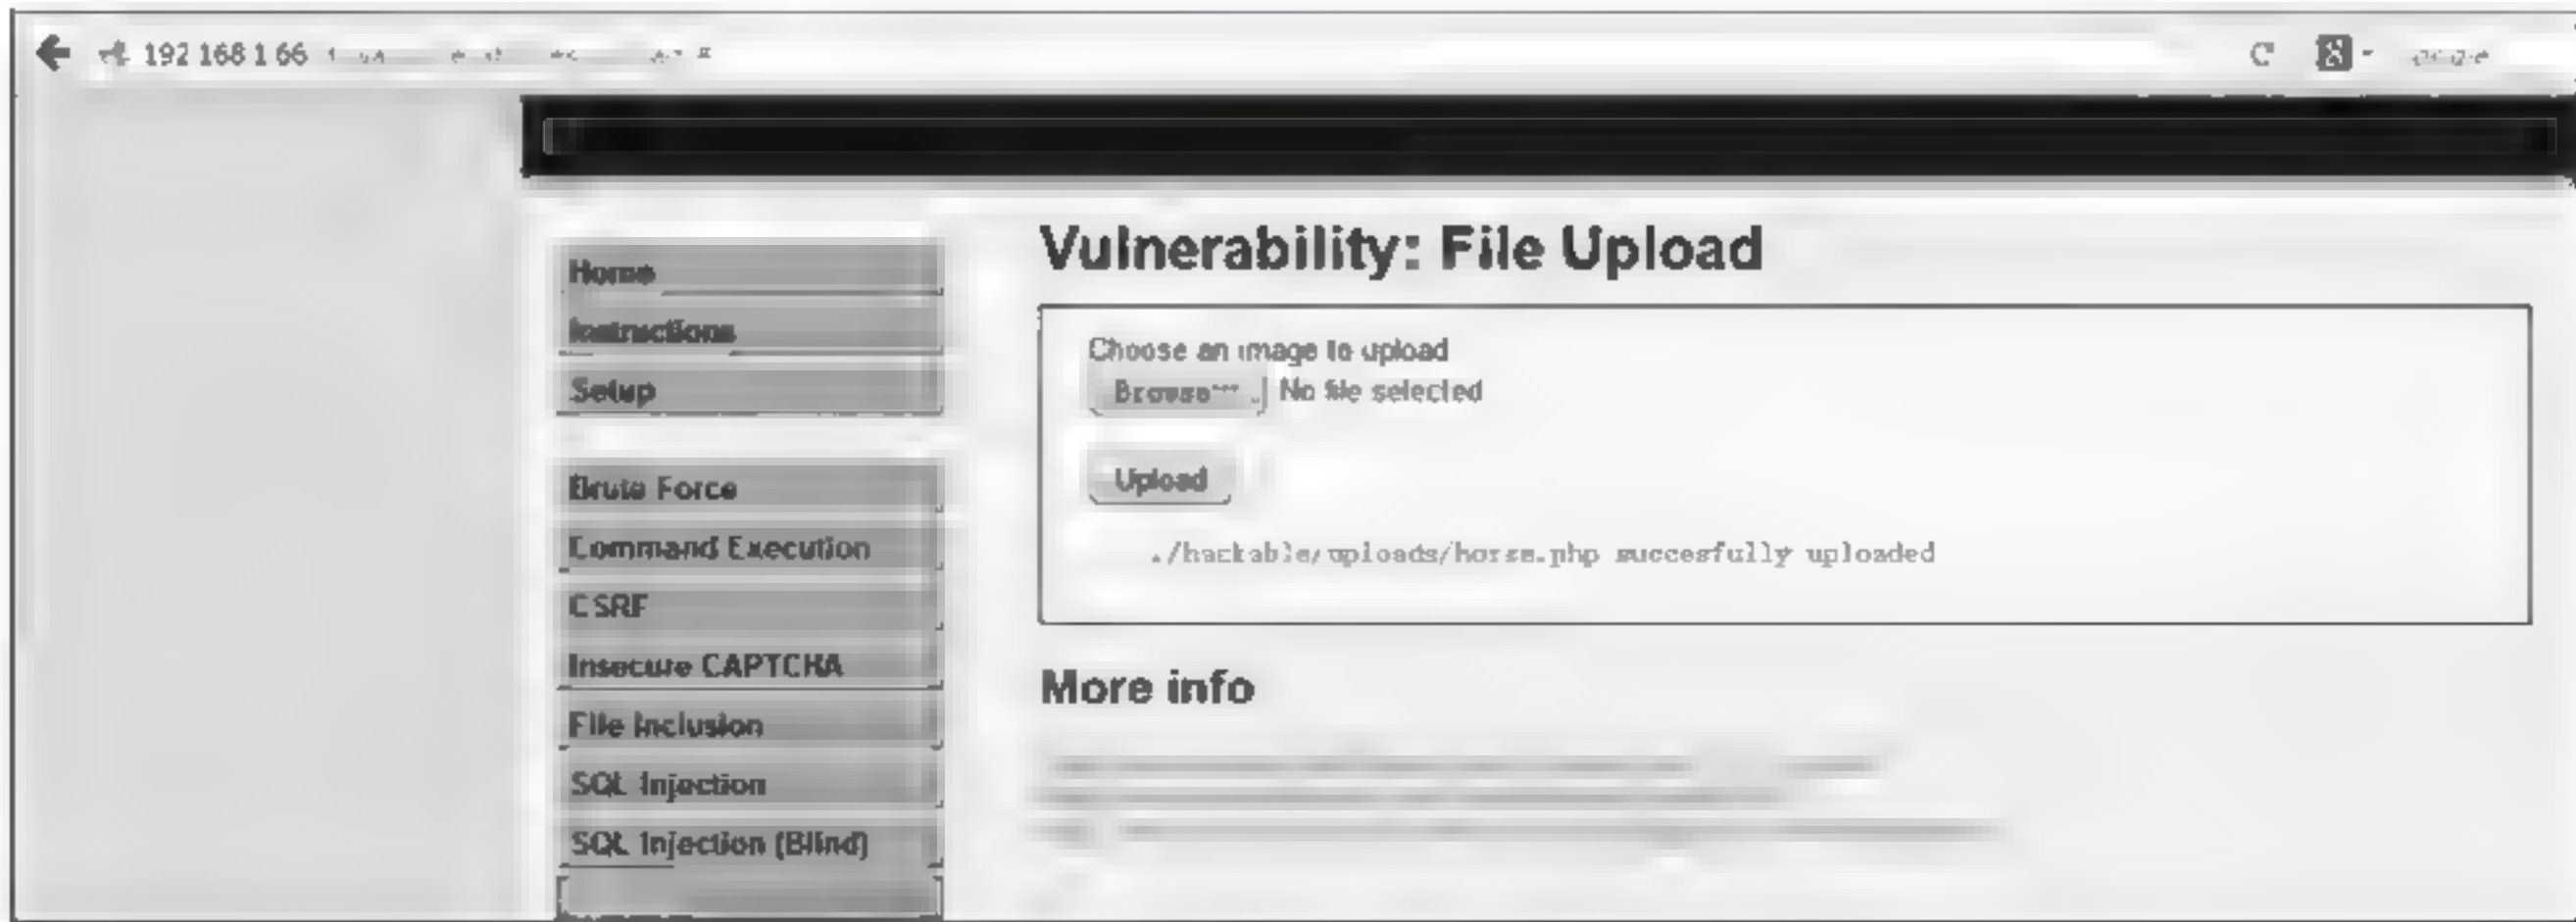 192 168 1 66
Vulnerability: File Upload
Home
Instructions
Setup
Brute Force
Command Execution
CSRF
Insecure CAPTCHA
File Inclusion
SQL Injection
SQL Injection (Blind)
Choose an image to upload
Browse... No file selected
Upload
./hackable/uploads/horse.php succesfully uploaded
More info